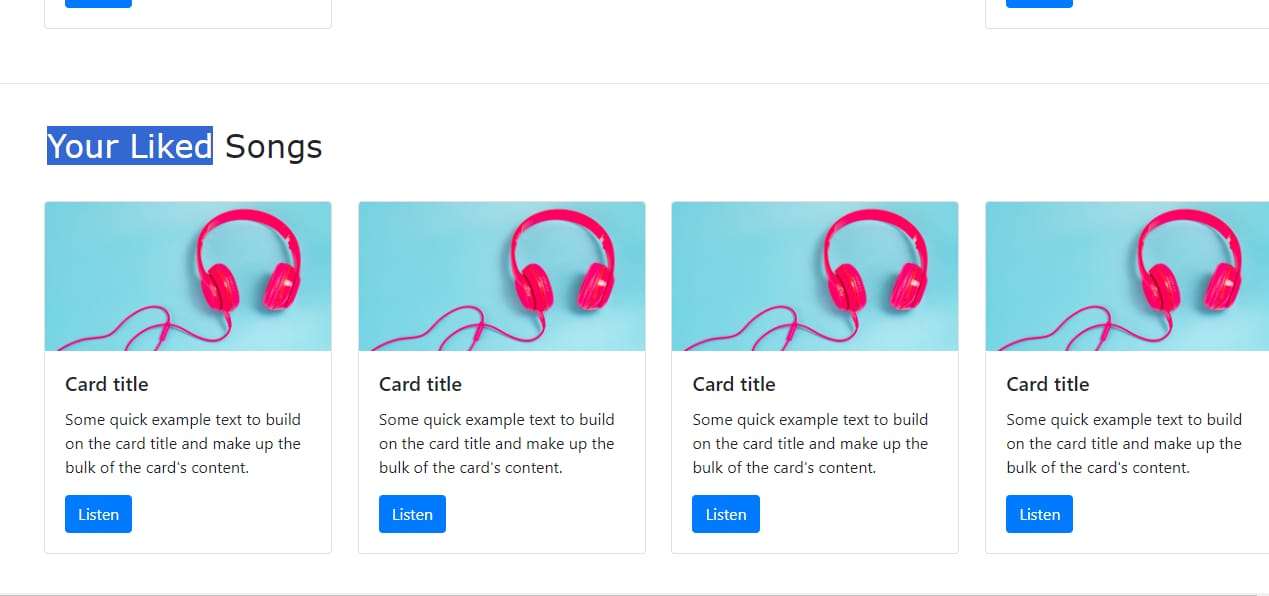 Your Liked Songs
Card title
Some quick example text to build
on the card title and make up the
bulk of the card's content.
Listen
Card title
Some quick example text to build
on the card title and make up the
bulk of the card's content.
Listen
Card title
Some quick example text to build
on the card title and make up the
bulk of the card's content.
Listen
Card title
Some quick example text to build
on the card title and make up the
bulk of the card's content.
Listen